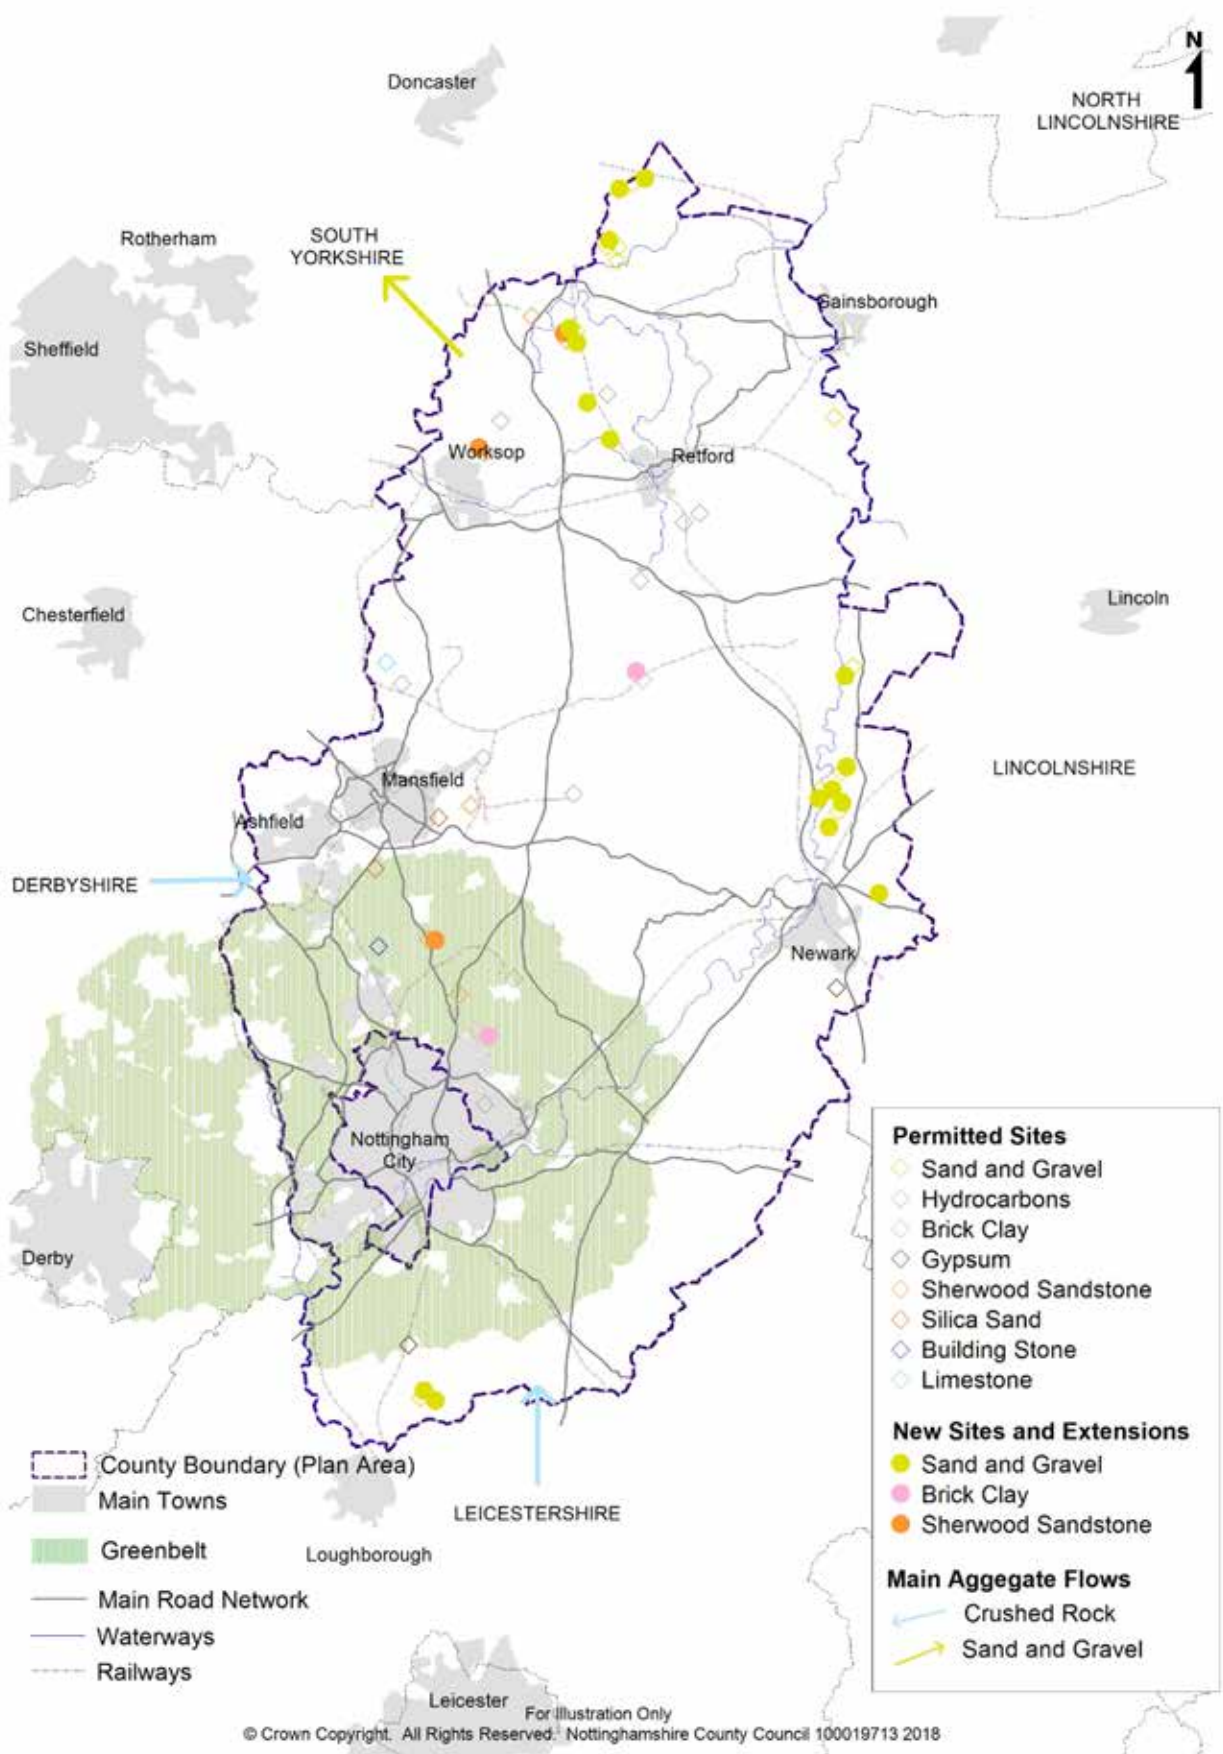 N
Doncaster
NORTH
LINCOLNSHIRE
Rotherham
SOUTH
YORKSHIRE
Gainsborough
Sheffield
Worksop
Retford
Lincoln
Chesterfield
LINCOLNSHIRE
Mansfield
Ashfield
DERBYSHIRE
Newark
Nottingham
City
Derby
Permitted Sites
Sand and Gravel
Hydrocarbons
Brick Clay
Gypsum
Sherwood Sandstone
Silica Sand
Building Stone
Limestone
New Sites and Extensions
Sand and Gravel
Brick Clay
Sherwood Sandstone
Main Aggegate Flows
Crushed Rock
Sand and Gravel
County Boundary (Plan Area)
Main Towns
Greenbelt
Main Road Network
Waterways
Railways
LEICESTERSHIRE
Loughborough
Leicester
For Illustration Only
© Crown Copyright. All Rights Reserved. Nottinghamshire County Council 100019713 2018